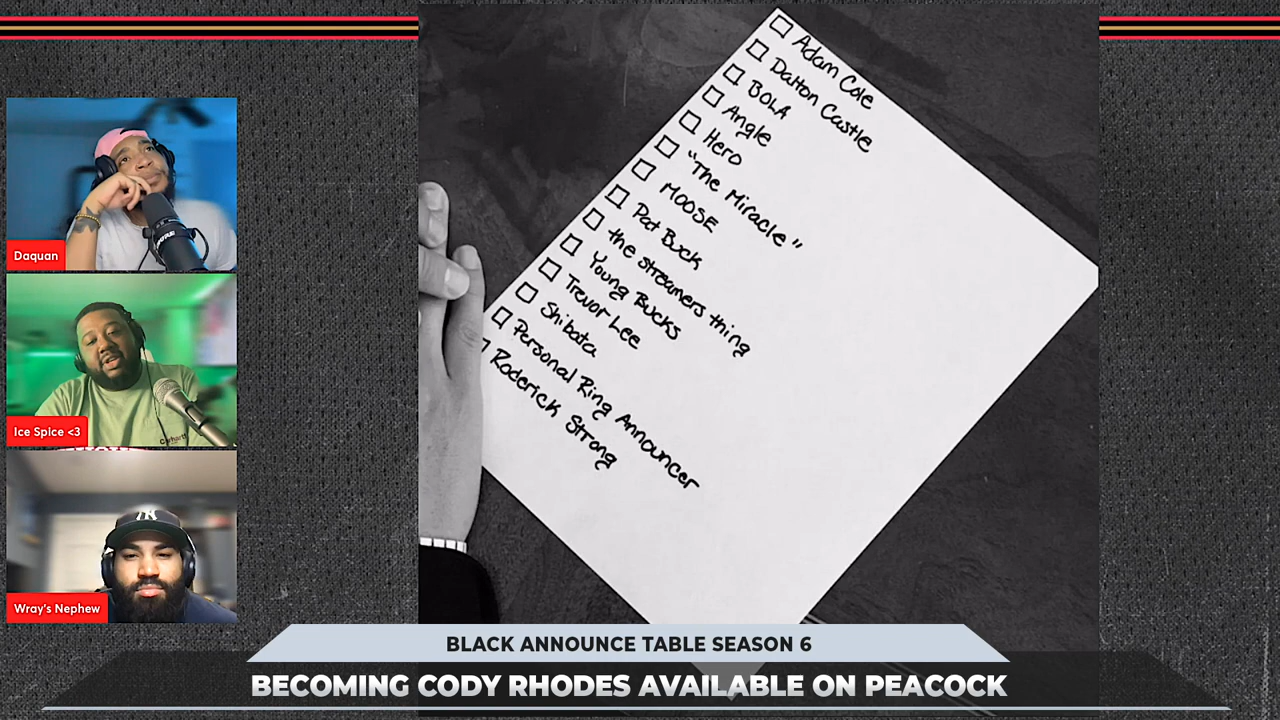 Adam Cole
Dalton Castle
BOLA
Angle
Hero
"The Miracle"
MOOSE
Pat Buck
the streamers thing
Young Bucks
Trevor Lee
Shibata
Personal Ring Announcer
Roderick Strong
Daquan
Ice Spice <3
Wray's Nephew
BLACK ANNOUNCE TABLE SEASON 6
BECOMING CODY RHODES AVAILABLE ON PEACOCK